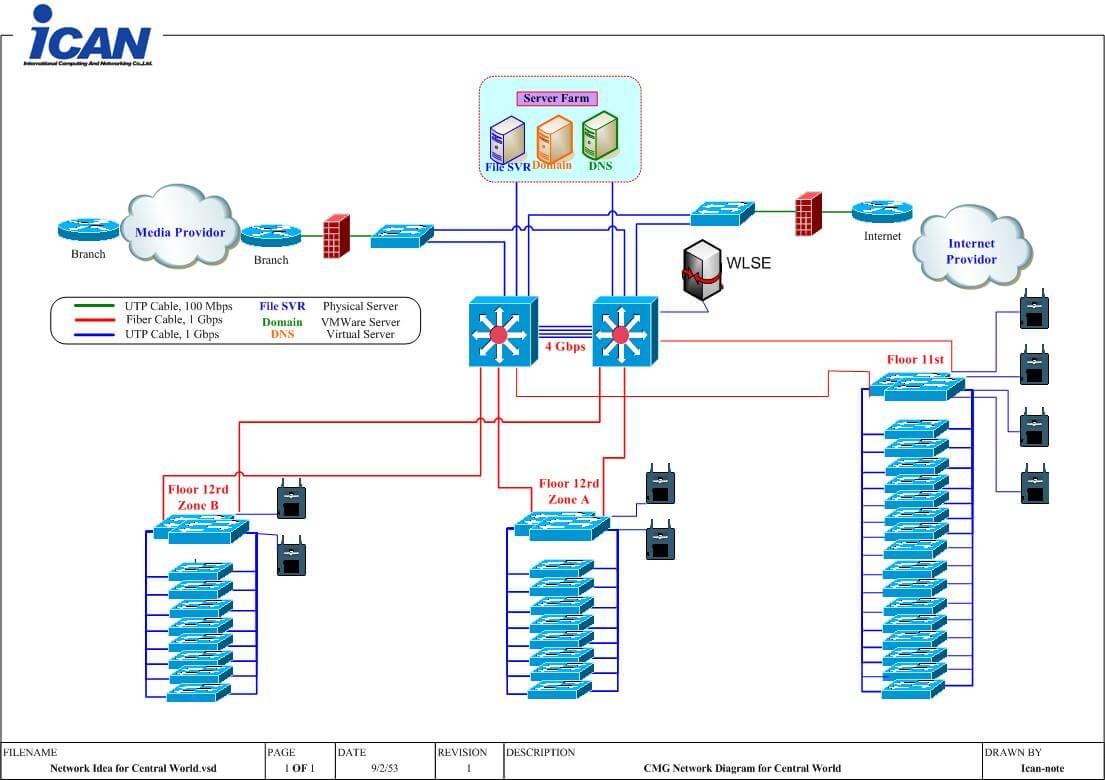 iCAN
International Computing And Networking Co.,Ltd.
Server Farm
File SVR
Domain
DNS
Media Providor
Branch
Branch
Internet
Internet
Providor
WLSE
UTP Cable, 100 Mbps File SVR Physical Server
Fiber Cable, 1 Gbps Domain VMWare Server
UTP Cable, 1 Gbps DNS Virtual Server
4 Gbps
Floor 11st
Floor 12rd
Zone B
Floor 12rd
Zone A
FILENAME PAGE DATE REVISION DESCRIPTION DRAWN BY
Network Idea for Central World.vsd 1 OF 1 9/2/53 1 CMG Network Diagram for Central World Ican-note